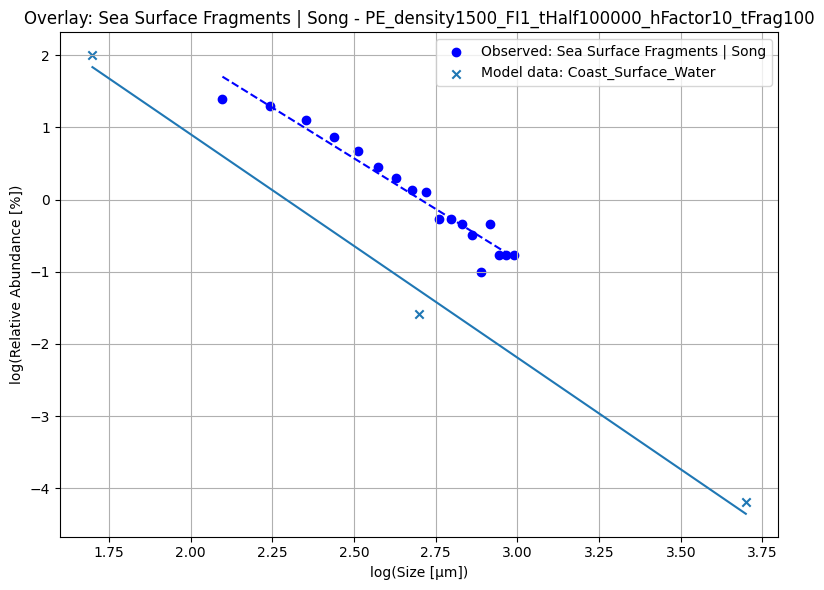 Overlay: Sea Surface Fragments | Song - PE_density1500_FI1_tHalf100000_hFactor10_tFrag100
Observed: Sea Surface Fragments | Song
Model data: Coast_Surface_Water
log(Relative Abundance [%])
2
1
0
−1
−2
−3
−4
1.75 2.00 2.25 2.50 2.75 3.00 3.25 3.50 3.75
log(Size [μm])